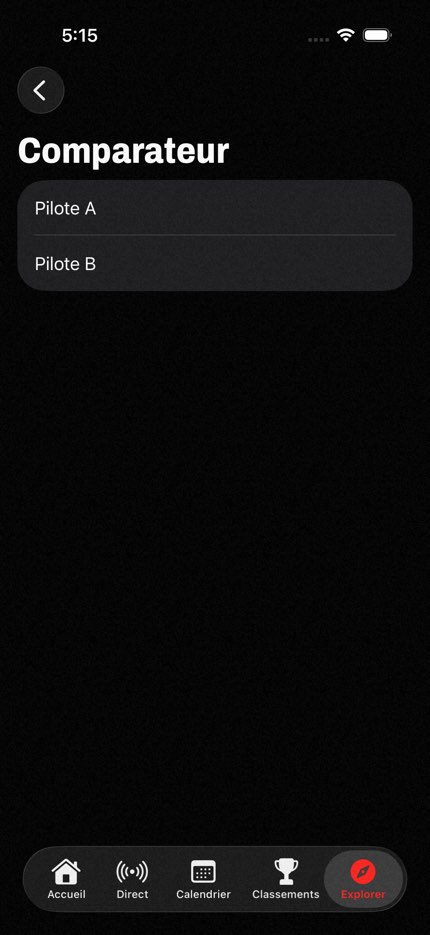 5:15
Comparateur
Pilote A
Pilote B
Accueil
Direct
Calendrier
Classements
Explorer